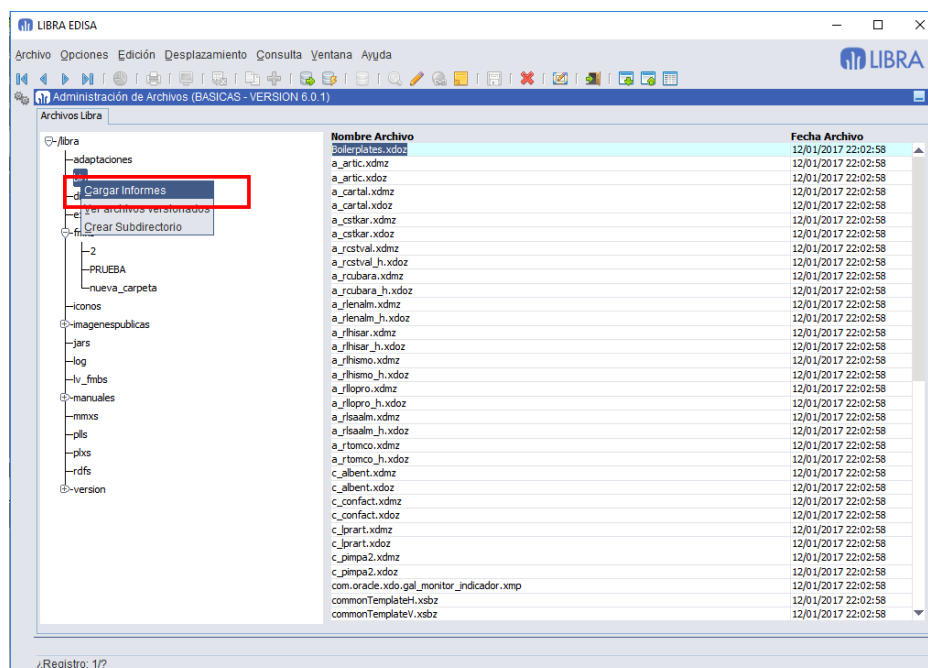 LIBRA EDISA
Archivo Opciones Edición Desplazamiento Consulta Ventana Ayuda
LIBRA
Administración de Archivos (BASICAS - VERSION 6.0.1)
Archivos Libra
/libra
adaptaciones
Cargar Informes
Ver archivos versionados
Crear Subdirectorio
2
PRUEBA
nueva_carpeta
iconos
imagenespublicas
jars
log
lv_fmbs
manuales
mmxs
plls
plxs
rdfs
version
Nombre Archivo Fecha Archivo
Boilerplates.xdoz 12/01/2017 22:02:58
a_artic.xdmz 12/01/2017 22:02:58
a_artic.xdoz 12/01/2017 22:02:58
a_cartal.xdmz 12/01/2017 22:02:58
a_cartal.xdoz 12/01/2017 22:02:58
a_cstkar.xdmz 12/01/2017 22:02:58
a_cstkar.xdoz 12/01/2017 22:02:58
a_rcstval.xdmz 12/01/2017 22:02:58
a_rcstval_h.xdoz 12/01/2017 22:02:58
a_rcubara.xdmz 12/01/2017 22:02:58
a_rcubara_h.xdoz 12/01/2017 22:02:58
a_rlenalm.xdmz 12/01/2017 22:02:58
a_rlenalm_h.xdoz 12/01/2017 22:02:58
a_rlhisar.xdmz 12/01/2017 22:02:58
a_rlhisar_h.xdoz 12/01/2017 22:02:58
a_rlhismo.xdmz 12/01/2017 22:02:58
a_rlhismo_h.xdoz 12/01/2017 22:02:58
a_rllopro.xdmz 12/01/2017 22:02:58
a_rllopro_h.xdoz 12/01/2017 22:02:58
a_rlsaalm.xdmz 12/01/2017 22:02:58
a_rlsaalm_h.xdoz 12/01/2017 22:02:58
a_rtomco.xdmz 12/01/2017 22:02:58
a_rtomco_h.xdoz 12/01/2017 22:02:58
c_albent.xdmz 12/01/2017 22:02:58
c_albent.xdoz 12/01/2017 22:02:58
c_confact.xdmz 12/01/2017 22:02:58
c_confact.xdoz 12/01/2017 22:02:58
c_lprart.xdmz 12/01/2017 22:02:58
c_lprart.xdoz 12/01/2017 22:02:58
c_pimpa2.xdmz 12/01/2017 22:02:58
c_pimpa2.xdoz 12/01/2017 22:02:58
com.oracle.xdo.gal_monitor_indicador.xmp 12/01/2017 22:02:58
commonTemplateH.xsbz 12/01/2017 22:02:58
commonTemplateV.xsbz 12/01/2017 22:02:58
Registro: 1/?